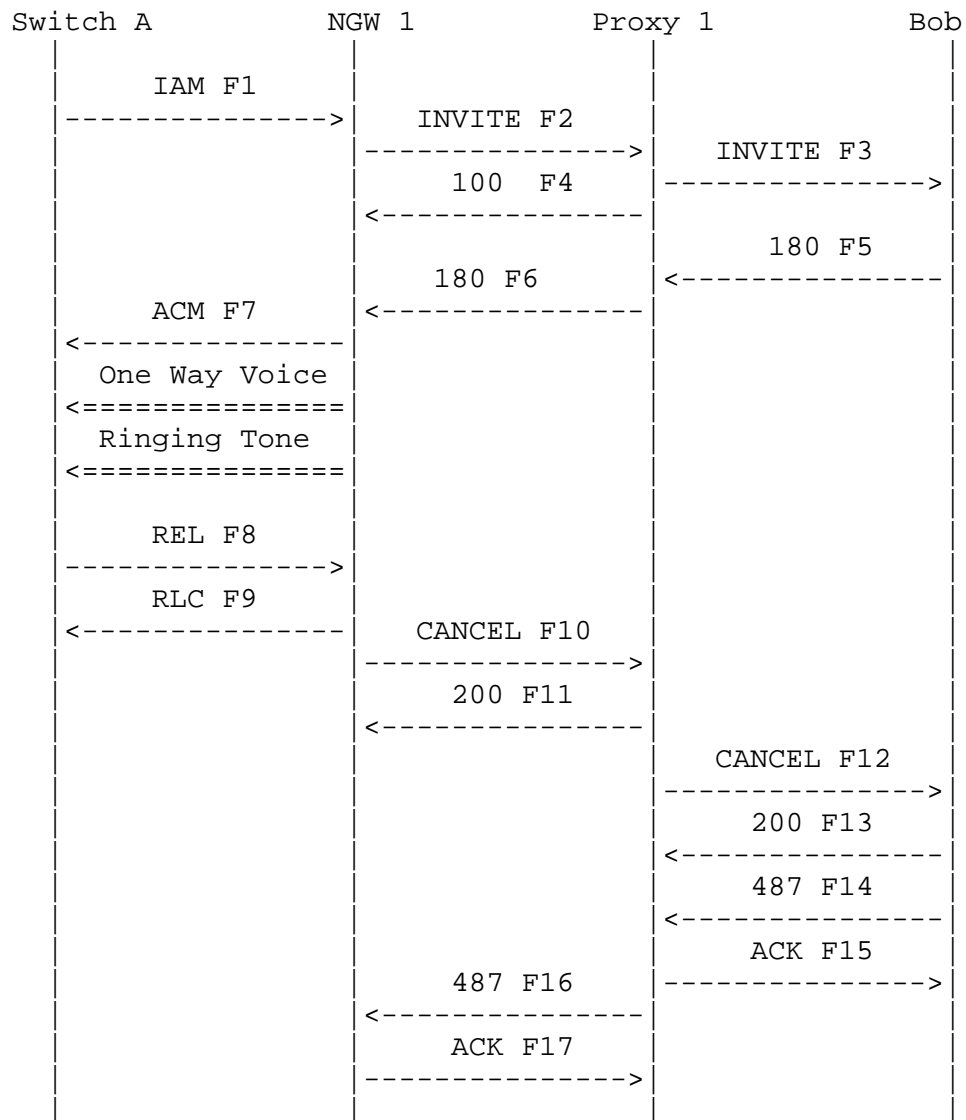 Switch A NGW 1 Proxy 1 Bob
IAM F1
INVITE F2
INVITE F3
100 F4
180 F5
180 F6
ACM F7
One Way Voice
Ringing Tone
REL F8
RLC F9
CANCEL F10
200 F11
CANCEL F12
200 F13
487 F14
ACK F15
487 F16
ACK F17